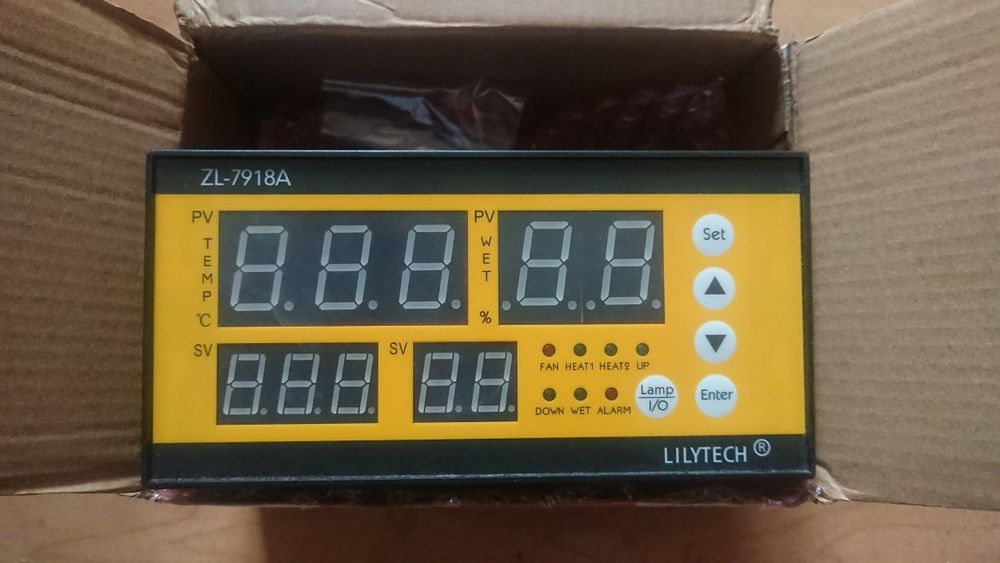 ZL-7918A
PV
TEMP
℃
PV
WET
%
Set
SV
SV
FAN HEAT1 HEAT2 UP
DOWN WET ALARM
Lamp
I/O
Enter
LILYTECH®